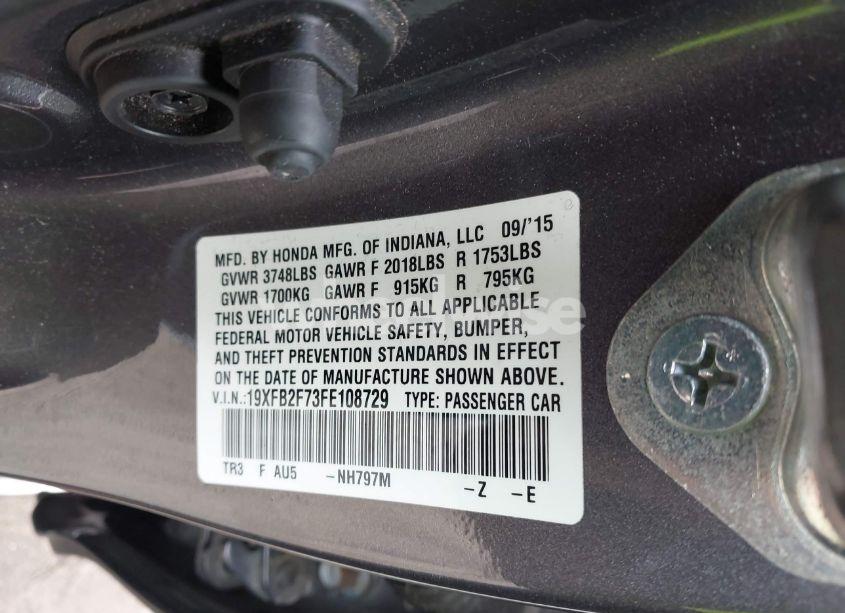 MFD. BY HONDA MFG. OF INDIANA, LLC 09/'15
GVWR 3748LBS GAWR F 2018LBS R 1753LBS
GVWR 1700KG GAWR F 915KG R 795KG
THIS VEHICLE CONFORMS TO ALL APPLICABLE
FEDERAL MOTOR VEHICLE SAFETY, BUMPER,
AND THEFT PREVENTION STANDARDS IN EFFECT
ON THE DATE OF MANUFACTURE SHOWN ABOVE.
V.I.N.:19XFB2F73FE108729 TYPE: PASSENGER CAR
TR3 F AU5 -NH797M
-Z -E